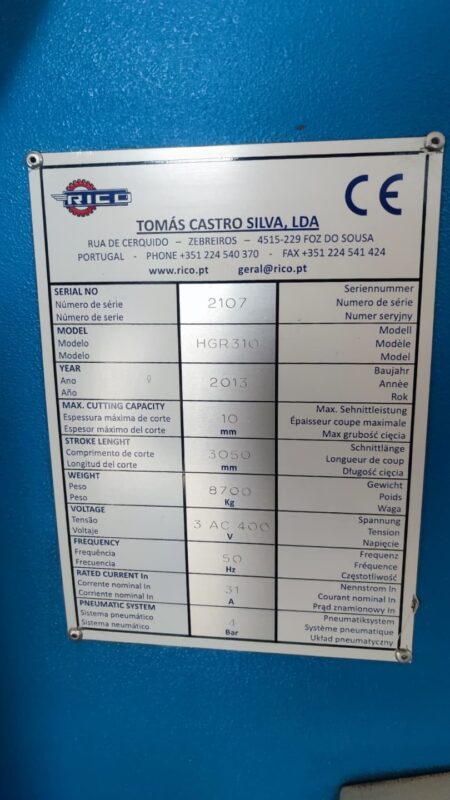 RICO
CE
TOMÁS CASTRO SILVA, LDA
RUA DE CERQUIDO – ZEBREIROS – 4515-229 FOZ DO SOUSA
PORTUGAL - PHONE +351 224 540 370 - FAX +351 224 541 424
www.rico.pt geral@rico.pt
SERIAL NO
Número de série
Número de serie
2107
Seriennummer
Numero de série
Numer seryjny
MODEL
Modelo
Modelo
HGR310
Modell
Modèle
Model
YEAR
Ano
Año
2013
Baujahr
Année
Rok
MAX. CUTTING CAPACITY
Espessura máxima de corte
Espesor máximo del corte
10
mm
Max. Sehnittleistung
Épaisseur coupe maximale
Max grubość cięcia
STROKE LENGHT
Comprimento de corte
Longitud del corte
3050
mm
Schnittlänge
Longueur de coup
Długość cięcia
WEIGHT
Peso
Peso
8700
Kg
Gewicht
Poids
Waga
VOLTAGE
Tensão
Voltaje
3 AC 400
V
Spannung
Tension
Napięcie
FREQUENCY
Frequência
Frecuencia
50
Hz
Frequenz
Fréquence
Częstotliwość
RATED CURRENT In
Corrente nominal In
Corriente nominal In
31
A
Nennstrom In
Courant nominal In
Prąd znamionowy In
PNEUMATIC SYSTEM
Sistema pneumático
Sistema neumático
4
Bar
Pneumatiksystem
Système pneumatique
Układ pneumatyczny